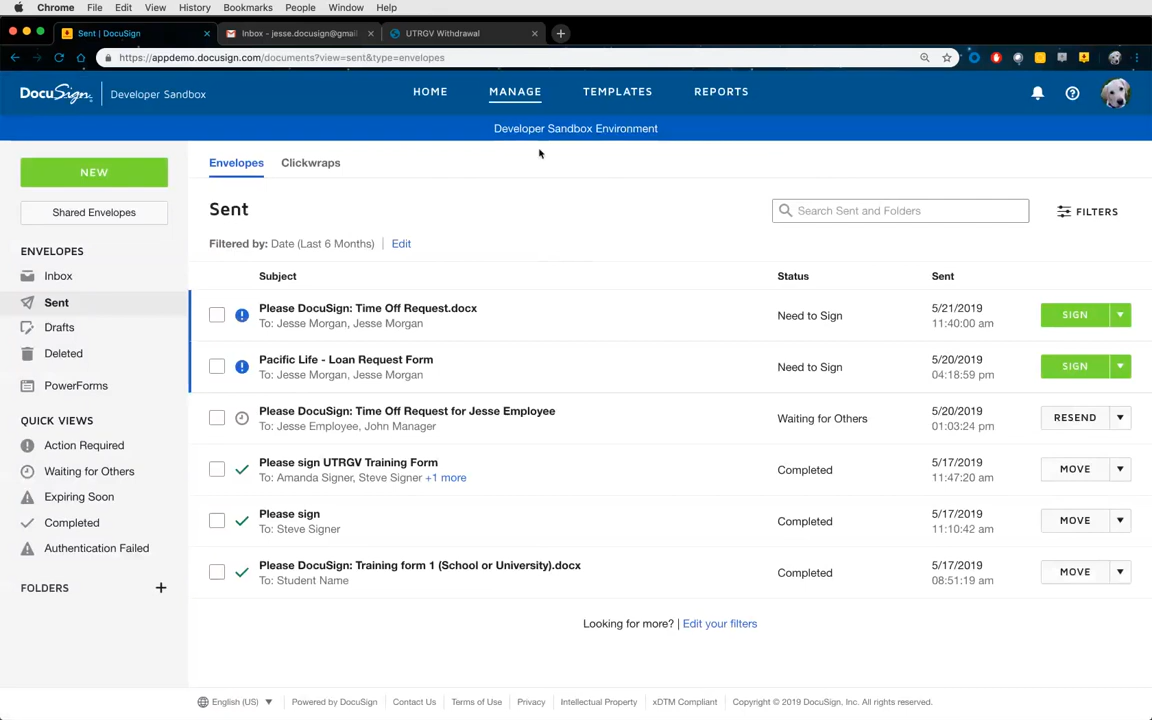 Chrome File Edit View History Bookmarks People Window Help
Sent | DocuSign
Inbox - jesse.docusign@gmail
UTRGV Withdrawal
https://appdemo.docusign.com/documents?view=sent&type=envelopes
DocuSign Developer Sandbox
HOME MANAGE TEMPLATES REPORTS
Developer Sandbox Environment
NEW
Shared Envelopes
ENVELOPES
Inbox
Sent
Drafts
Deleted
PowerForms
QUICK VIEWS
Action Required
Waiting for Others
Expiring Soon
Completed
Authentication Failed
FOLDERS
Envelopes Clickwraps
Sent
Search Sent and Folders
FILTERS
Filtered by: Date (Last 6 Months) | Edit
Subject Status Sent
Please DocuSign: Time Off Request.docx
To: Jesse Morgan, Jesse Morgan
Need to Sign
5/21/2019
11:40:00 am
SIGN
Pacific Life - Loan Request Form
To: Jesse Morgan, Jesse Morgan
Need to Sign
5/20/2019
04:18:59 pm
SIGN
Please DocuSign: Time Off Request for Jesse Employee
To: Jesse Employee, John Manager
Waiting for Others
5/20/2019
01:03:24 pm
RESEND
Please sign UTRGV Training Form
To: Amanda Signer, Steve Signer +1 more
Completed
5/17/2019
11:47:20 am
MOVE
Please sign
To: Steve Signer
Completed
5/17/2019
11:10:42 am
MOVE
Please DocuSign: Training form 1 (School or University).docx
To: Student Name
Completed
5/17/2019
08:51:19 am
MOVE
Looking for more? | Edit your filters
English (US) Powered by DocuSign Contact Us Terms of Use Privacy Intellectual Property xDTM Compliant Copyright © 2019 DocuSign, Inc. All rights reserved.